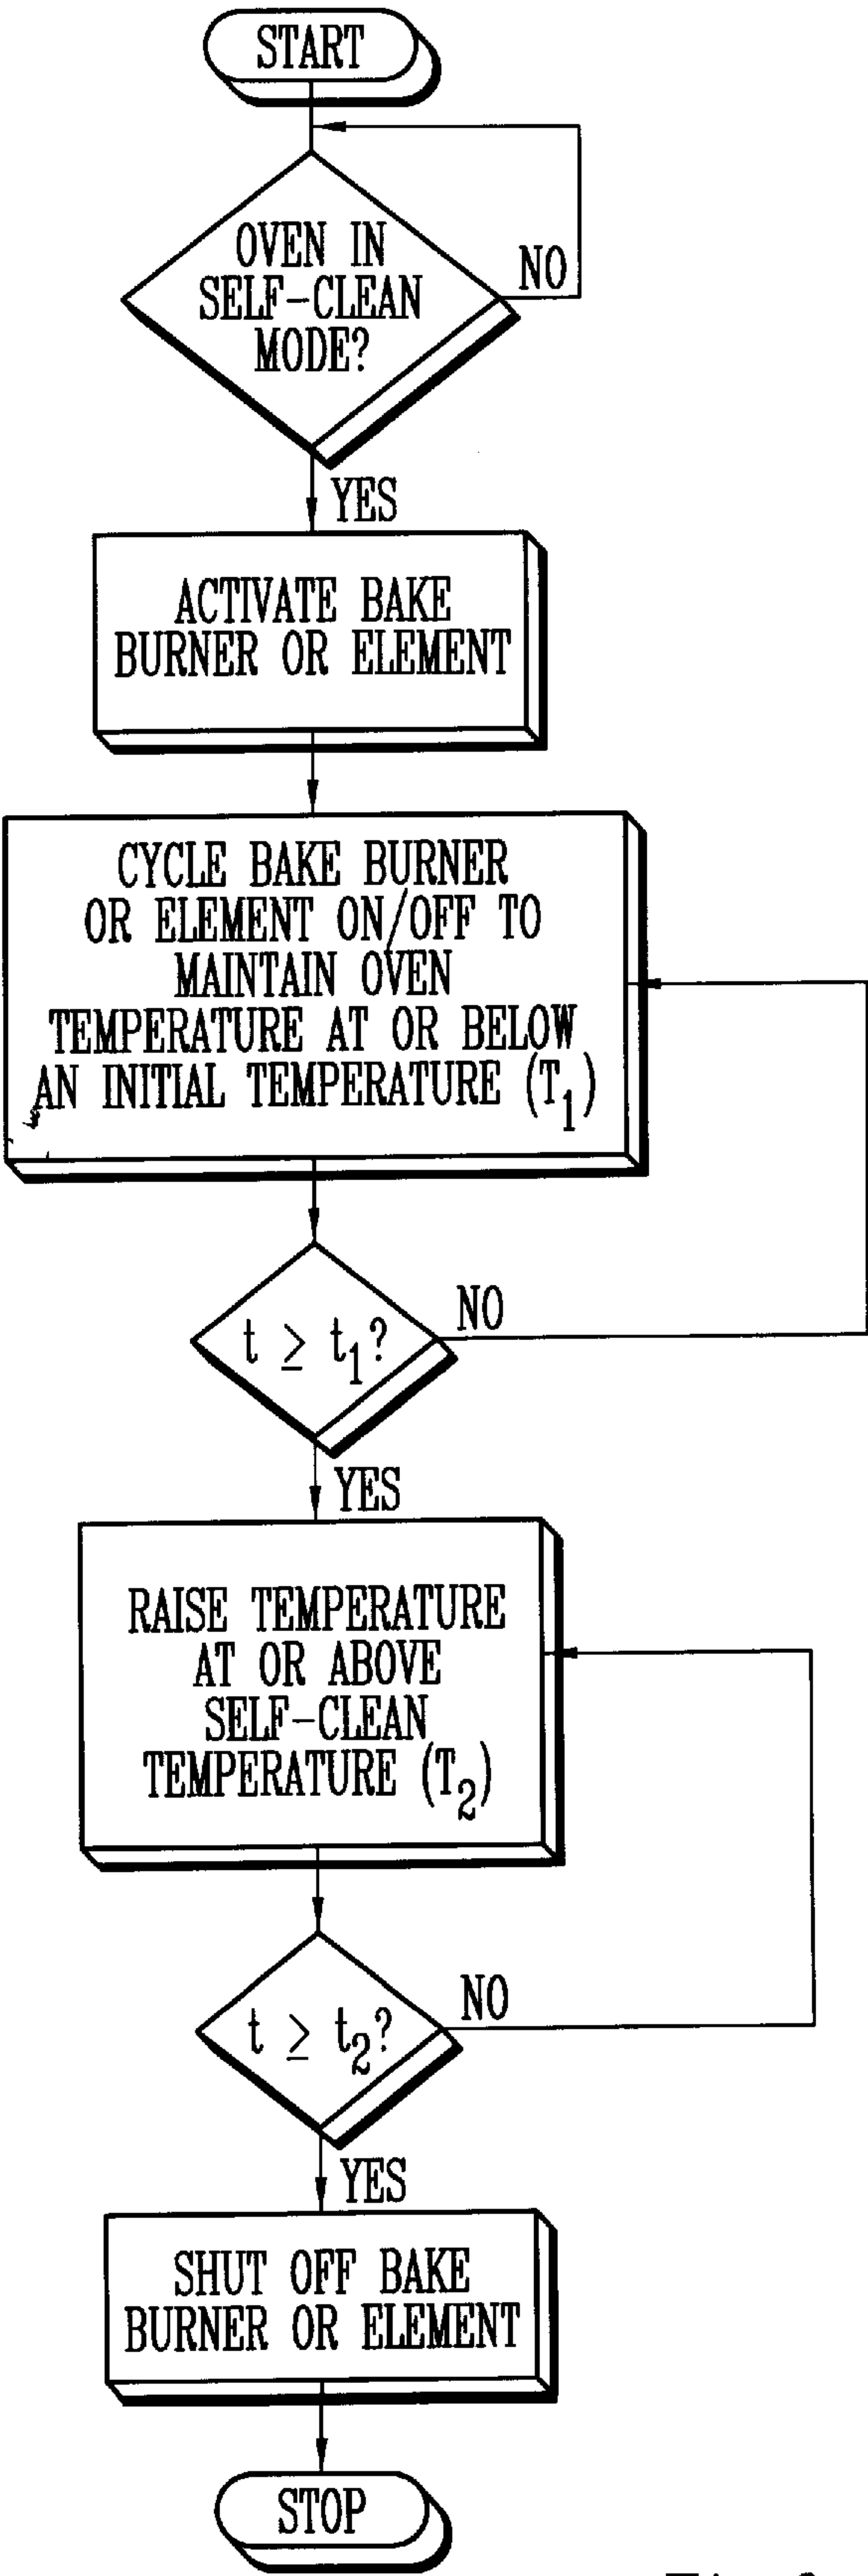 START
OVEN IN
SELF-CLEAN
MODE?
NO
YES
ACTIVATE BAKE
BURNER OR ELEMENT
CYCLE BAKE BURNER
OR ELEMENT ON/OFF TO
MAINTAIN OVEN
TEMPERATURE AT OR BELOW
AN INITIAL TEMPERATURE (T₁)
t ≥ t₁?
NO
YES
RAISE TEMPERATURE
AT OR ABOVE
SELF-CLEAN
TEMPERATURE (T₂)
t ≥ t₂?
NO
YES
SHUT OFF BAKE
BURNER OR ELEMENT
STOP